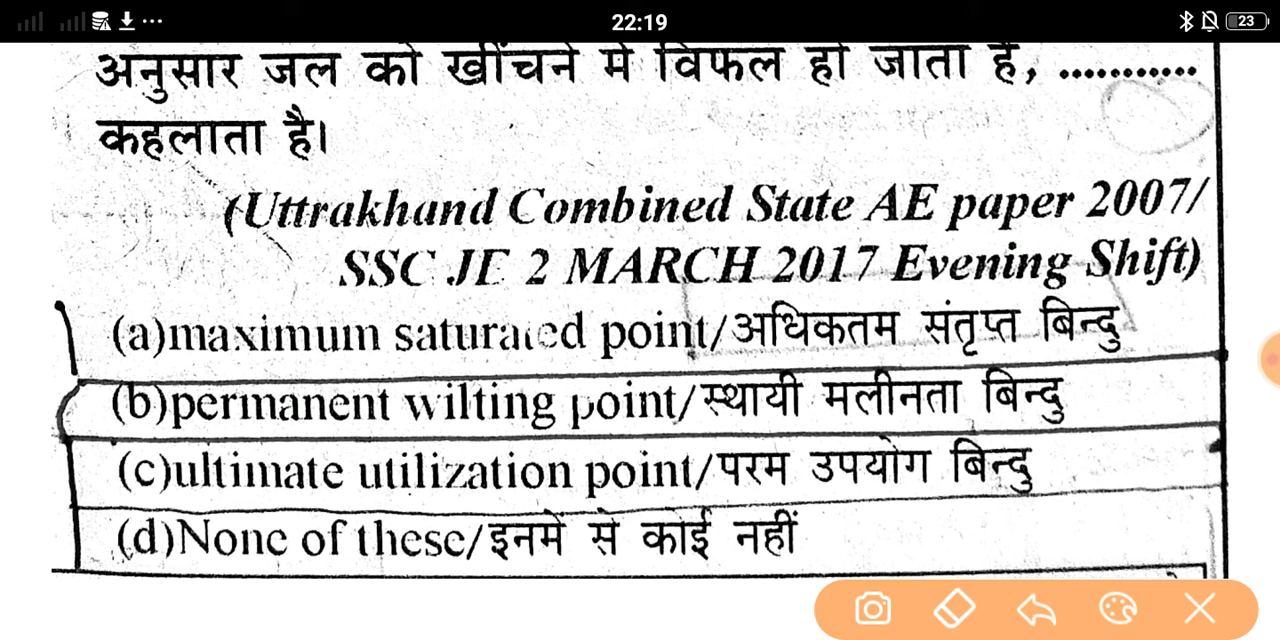 22:19
23
अनुसार जल को खींचने में विफल हो जाता है, ............
कहलाता है।
(Uttrakhand Combined State AE paper 2007/
SSC JE 2 MARCH 2017 Evening Shift)
(a)maximum saturated point/अधिकतम संतृप्त बिन्दु
(b)permanent wilting point/स्थायी मलीनता बिन्दु
(c)ultimate utilization point/परम उपयोग बिन्दु
(d)None of these/इनमें से कोई नहीं